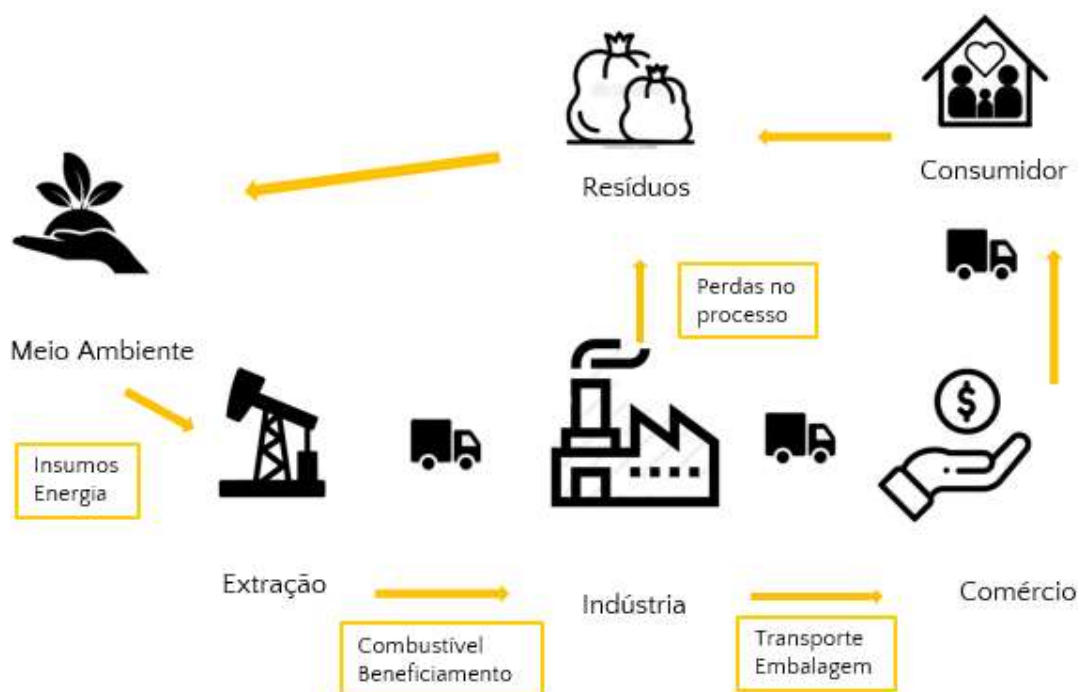 Resíduos
Consumidor
Perdas no
processo
Meio Ambiente
$
Insumos
Energia
Extração
Indústria
Comércio
Combustível
Beneficiamento
Transporte
Embalagem